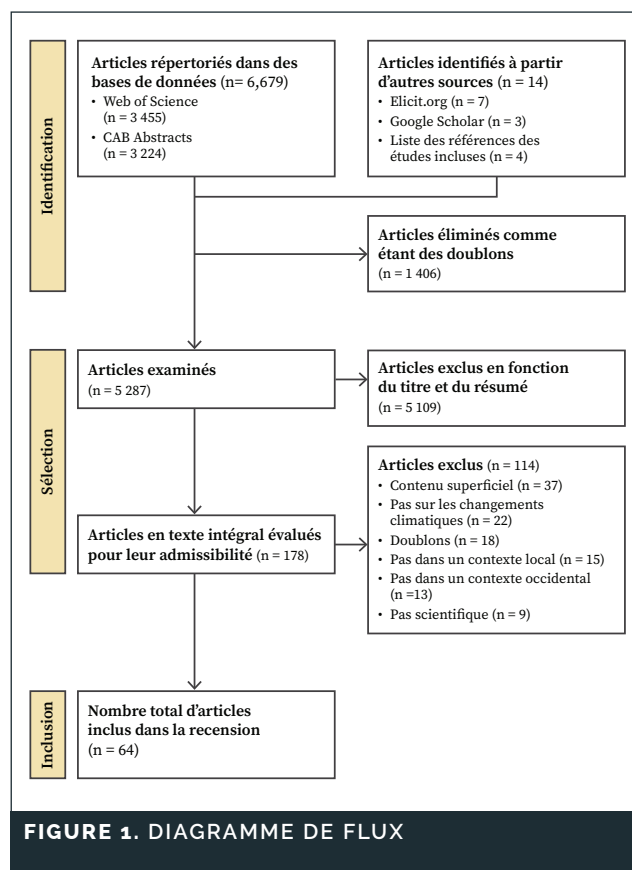 Identification
Articles répertoriés dans des
bases de données (n= 6,679)
• Web of Science
(n = 3 455)
• CAB Abstracts
(n = 3 224)
Articles identifiés à partir
d’autres sources (n = 14)
• Elicit.org (n = 7)
• Google Scholar (n = 3)
• Liste des références des
études incluses (n = 4)
Articles éliminés comme
étant des doublons
(n = 1 406)
Sélection
Articles examinés
(n = 5 287)
Articles exclus en fonction
du titre et du résumé
(n = 5 109)
Articles en texte intégral évalués
pour leur admissibilité (n = 178)
Articles exclus (n = 114)
• Contenu superficiel (n = 37)
• Pas sur les changements
climatiques (n = 22)
• Doublons (n = 18)
• Pas dans un contexte local (n = 15)
• Pas dans un contexte occidental
(n =13)
• Pas scientifique (n = 9)
Inclusion
Nombre total d’articles
inclus dans la recension
(n = 64)
FIGURE 1. DIAGRAMME DE FLUX